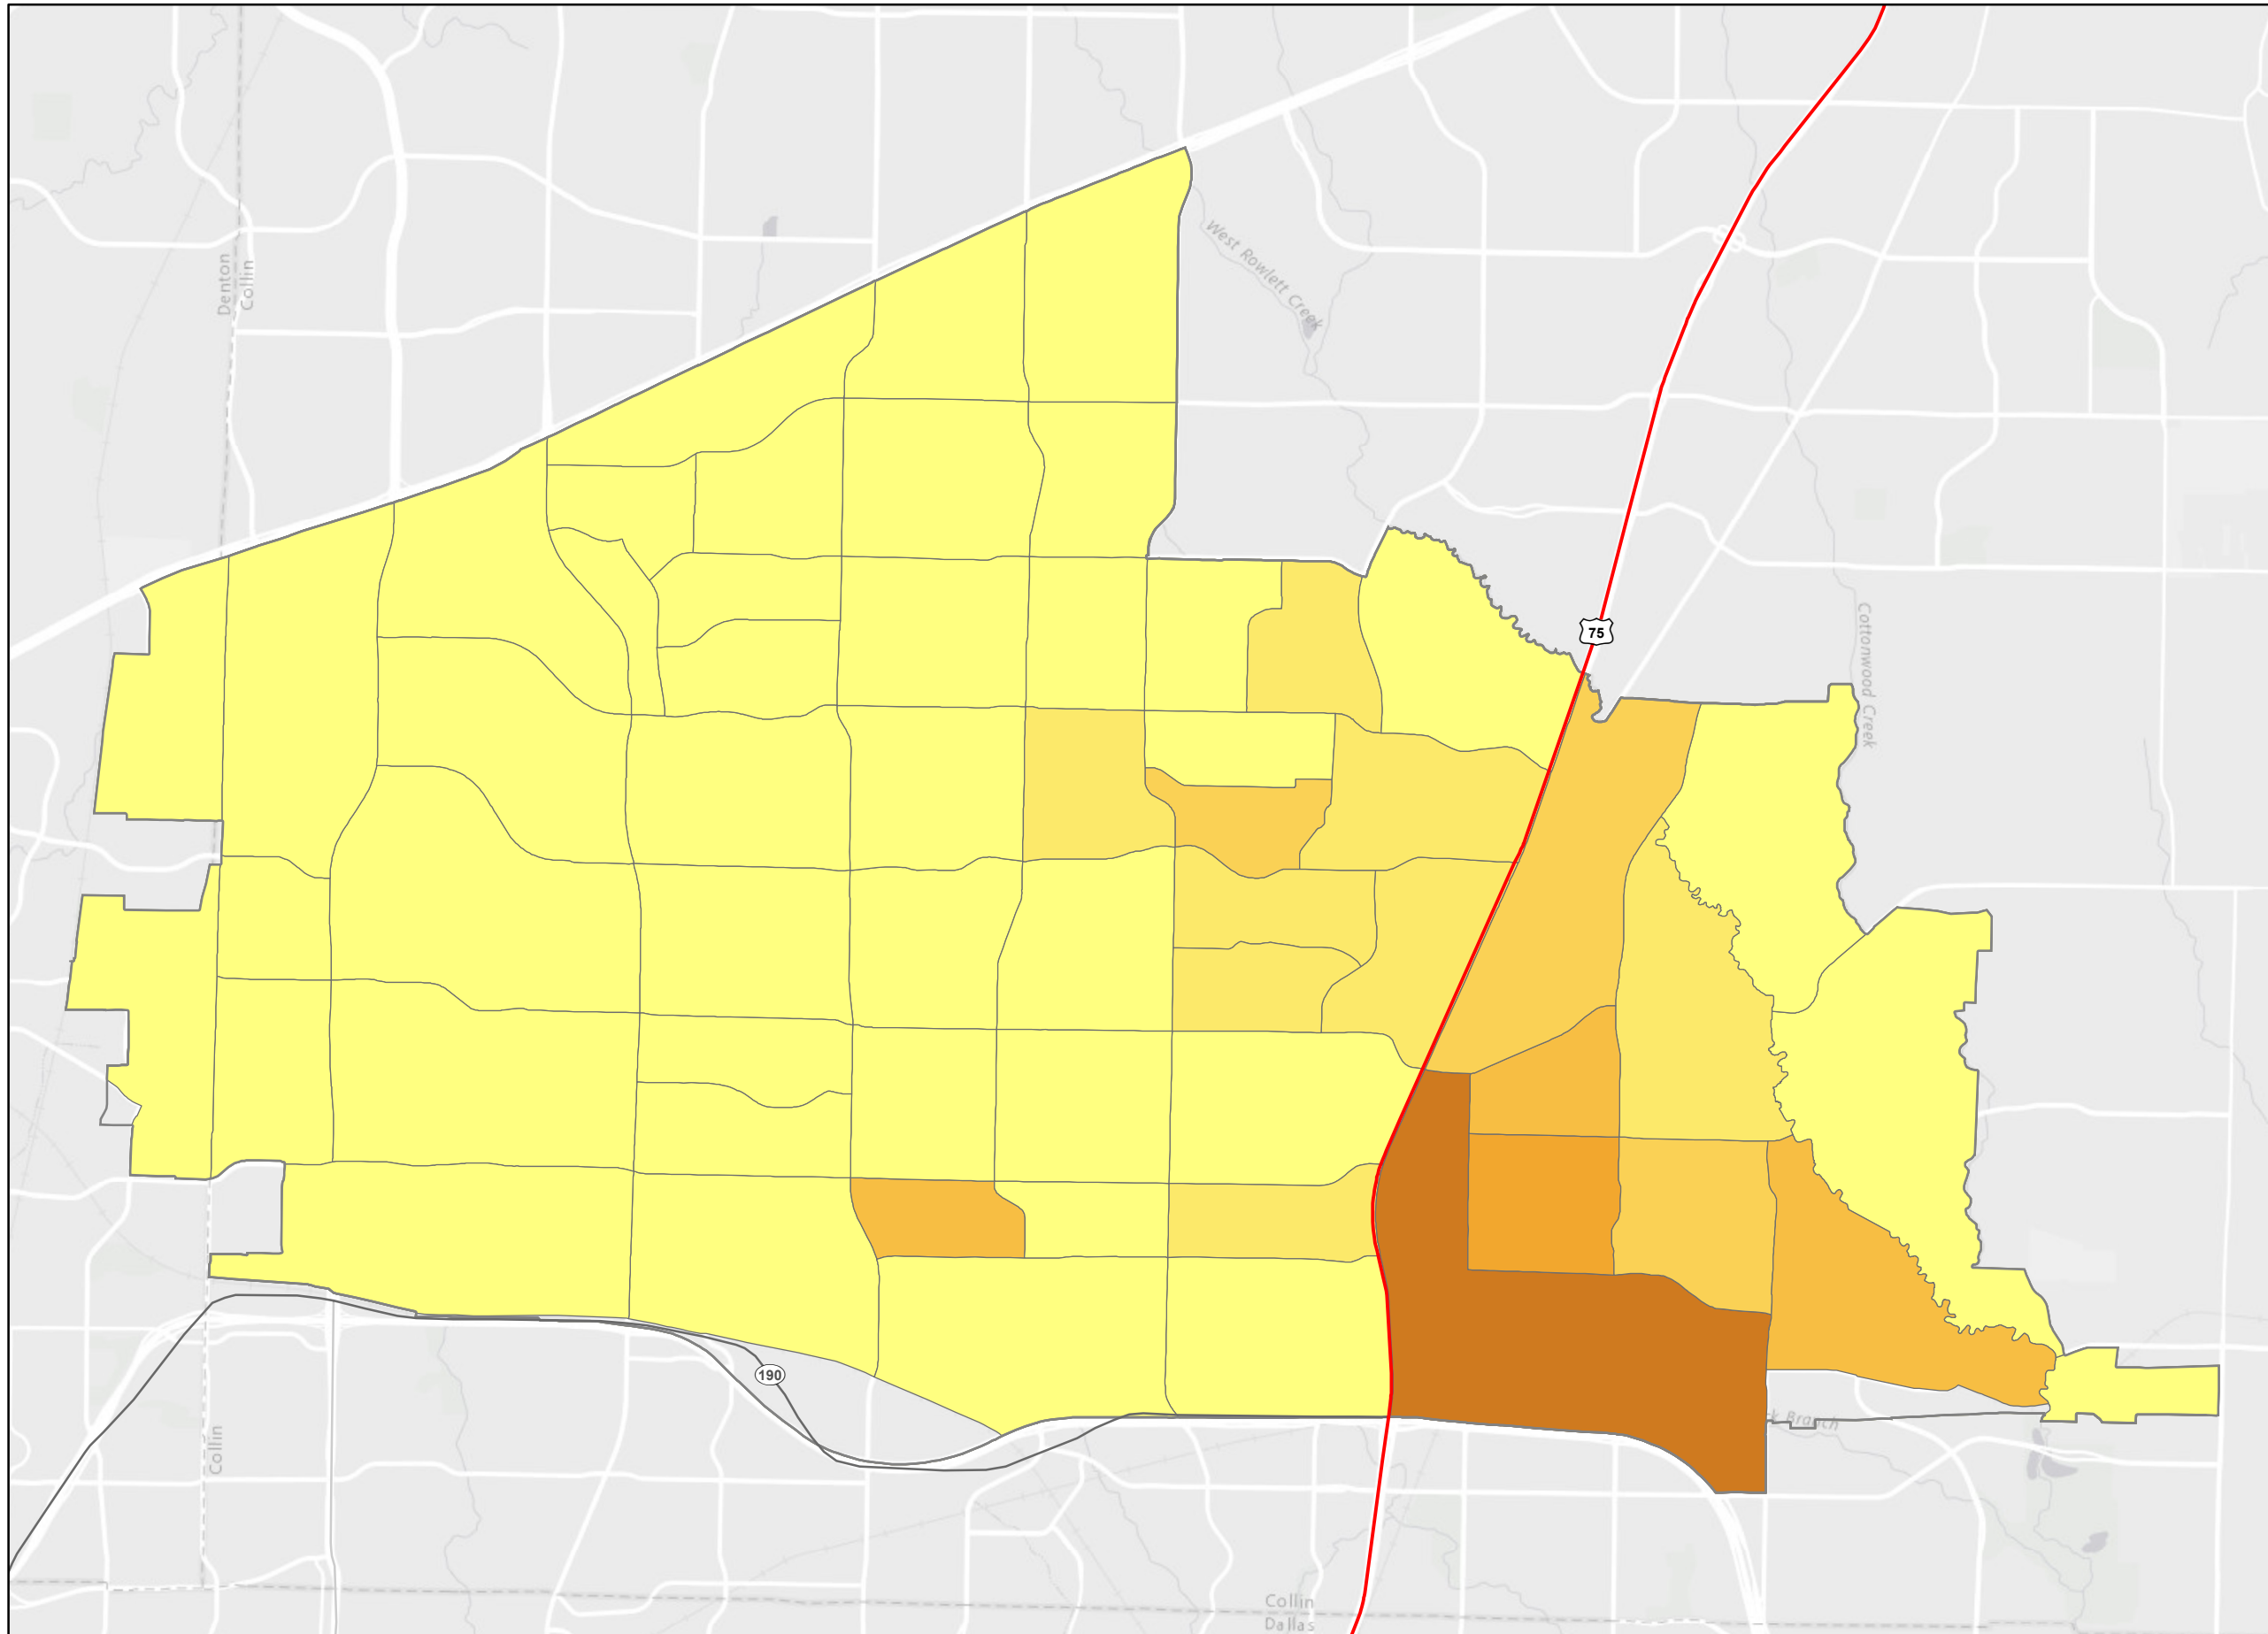 Denton
Collin
West Rowlett Creek
75
Cottonwood Creek
190
Collin
Branch
Collin
Dallas